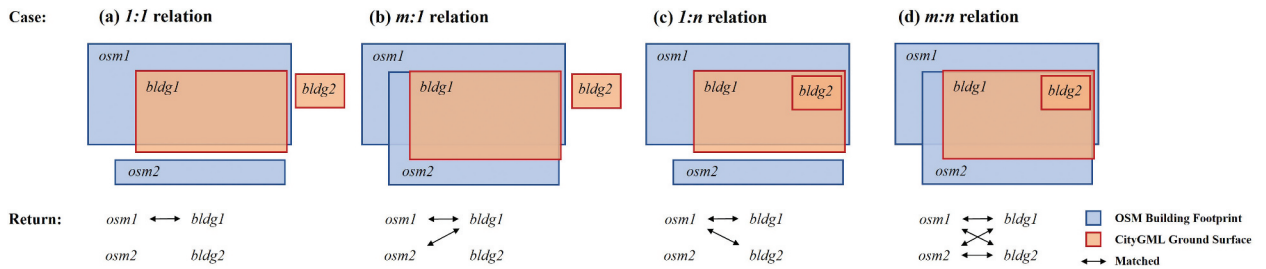 Case: (a) 1:1 relation (b) m:1 relation (c) 1:n relation (d) m:n relation
osm1 osm1 osm1 osm1
bldg1 bldg2 bldg1 bldg2 bldg1 bldg2 bldg1 bldg2
osm2 osm2 osm2 osm2
Return: osm1 bldg1 osm1 bldg1 osm1 bldg1 osm1 bldg1
osm2 bldg2 osm2 bldg2 osm2 bldg2 osm2 bldg2
OSM Building Footprint
CityGML Ground Surface
Matched